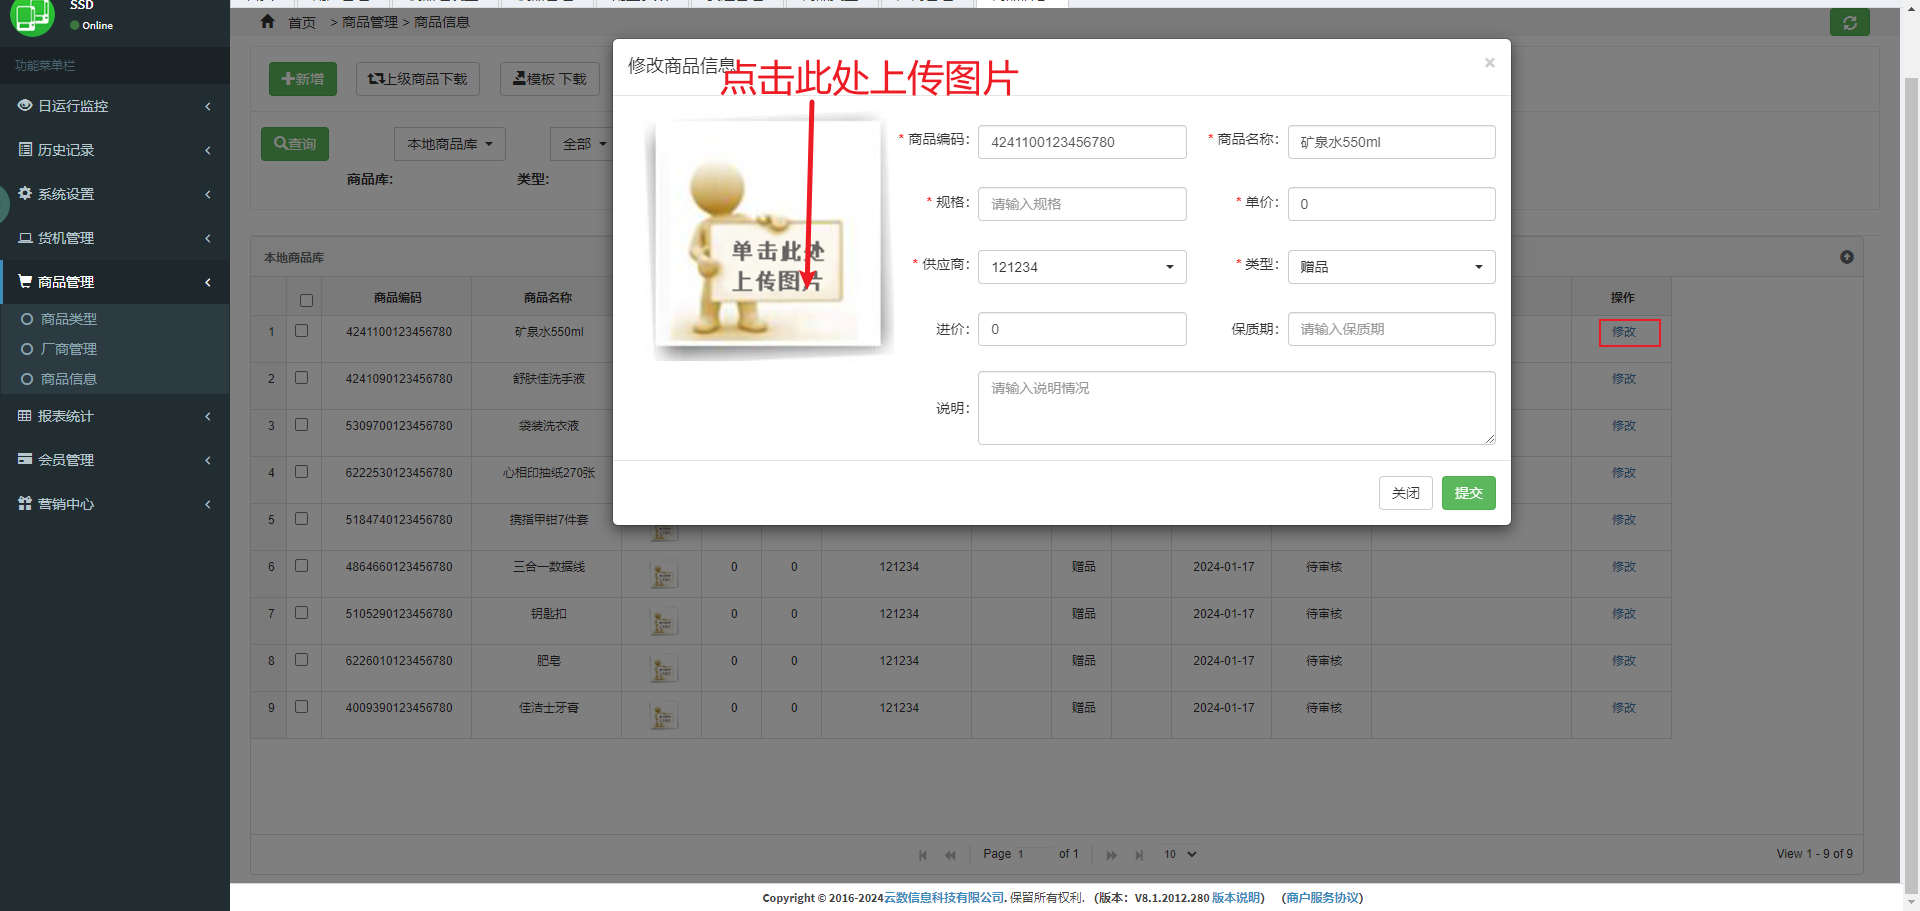 SSD
Online
功能菜单栏
日运行监控
历史记录
系统设置
货机管理
商品管理
商品类型
厂商管理
商品信息
报表统计
会员管理
营销中心
首页 > 商品管理 > 商品信息
新增 上级商品下载 模板 下载
查询 本地商品库 全部
商品库: 类型:
本地商品库
商品编码 商品名称 操作
1 4241100123456780 矿泉水550ml 修改
2 4241090123456780 舒肤佳洗手液 修改
3 5309700123456780 袋装洗衣液 修改
4 6222530123456780 心相印抽纸270张 修改
5 5184740123456780 携指甲钳7件套 修改
6 4864660123456780 三合一数据线 0 0 121234 赠品 2024-01-17 待审核 修改
7 5105290123456780 钥匙扣 0 0 121234 赠品 2024-01-17 待审核 修改
8 6226010123456780 肥皂 0 0 121234 赠品 2024-01-17 待审核 修改
9 4009390123456780 佳洁士牙膏 0 0 121234 赠品 2024-01-17 待审核 修改
Page 1 of 1 10 View 1 - 9 of 9
修改商品信息 ×
点击此处上传图片
单击此处
上传图片
* 商品编码: 4241100123456780 * 商品名称: 矿泉水550ml
* 规格: 请输入规格 * 单价: 0
* 供应商: 121234 * 类型: 赠品
进价: 0 保质期: 请输入保质期
说明: 请输入说明情况
关闭 提交
Copyright © 2016-2024云数信息科技有限公司. 保留所有权利. (版本：V8.1.2012.280 版本说明) (商户服务协议)